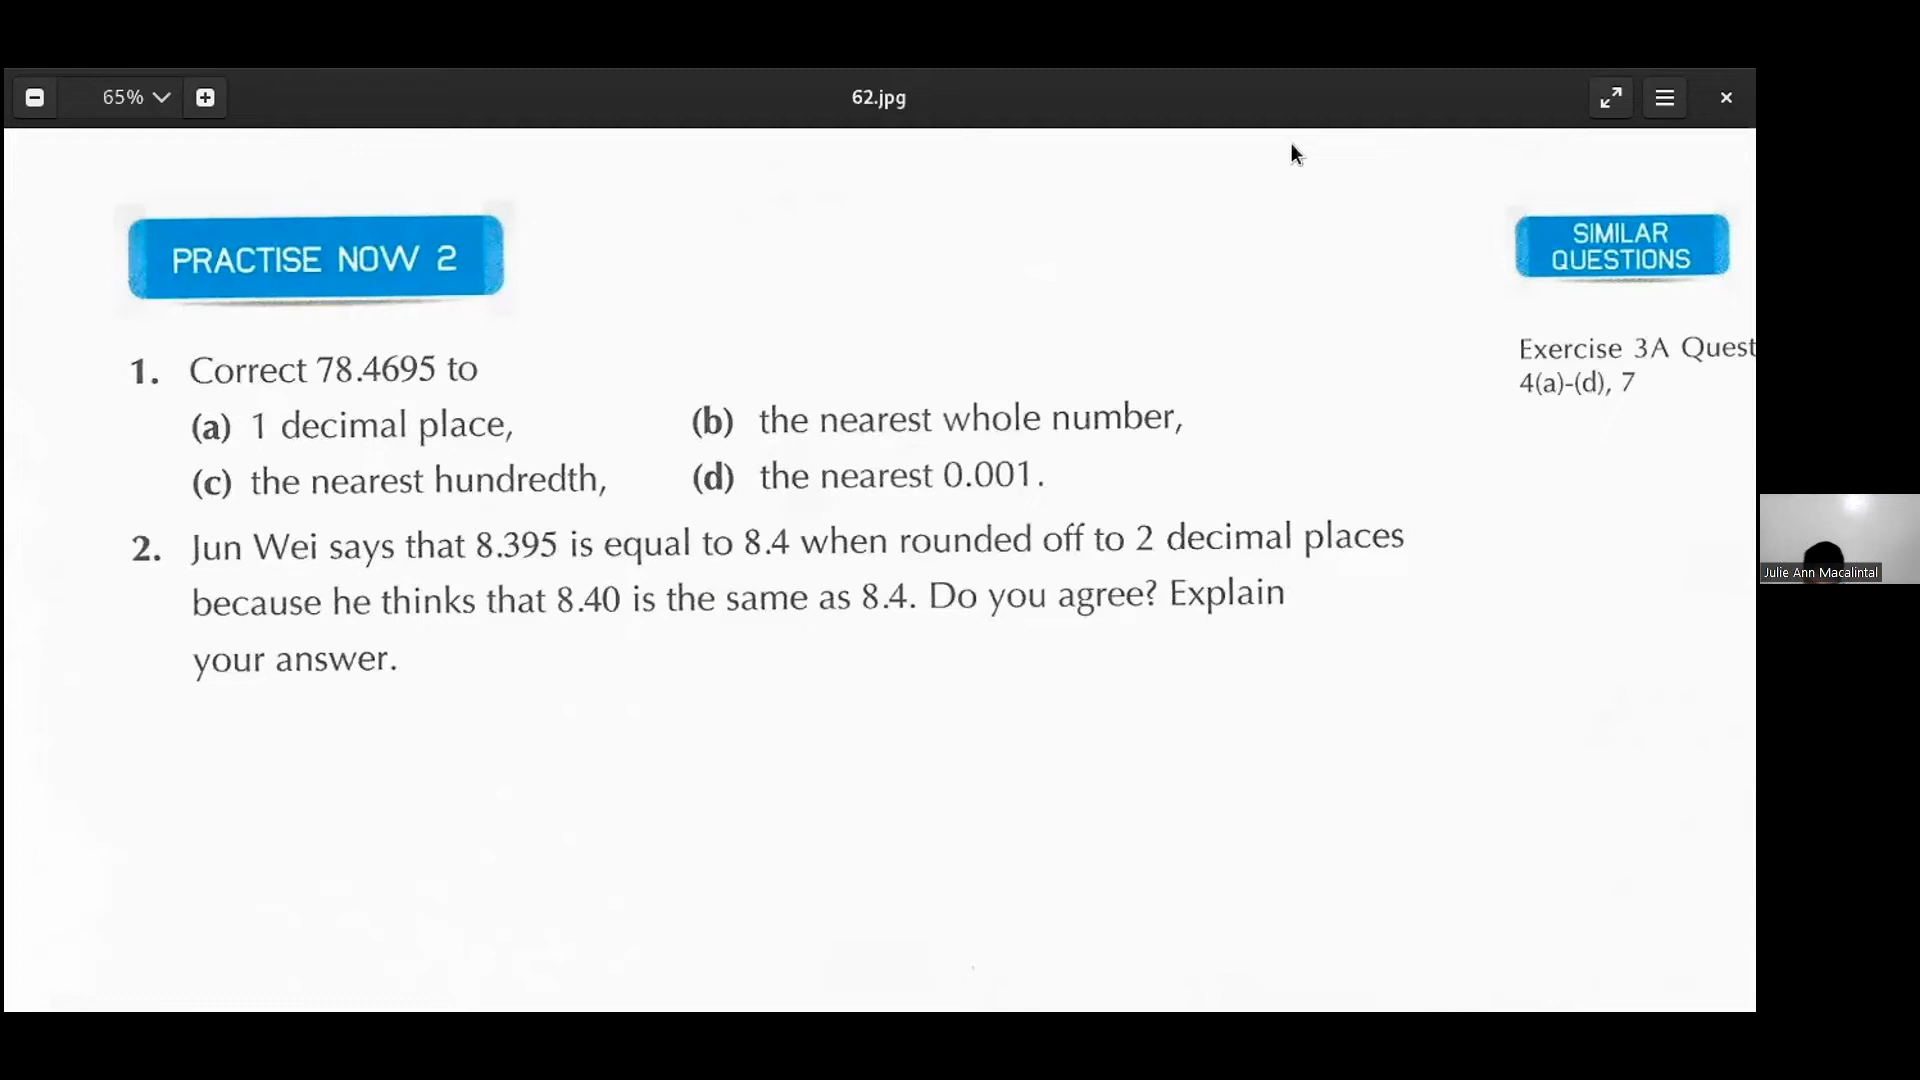 65%
62.jpg
PRACTISE NOW 2
SIMILAR
QUESTIONS
Exercise 3A Quest
4(a)-(d), 7
1. Correct 78.4695 to
(a) 1 decimal place, (b) the nearest whole number,
(c) the nearest hundredth, (d) the nearest 0.001.
2. Jun Wei says that 8.395 is equal to 8.4 when rounded off to 2 decimal places
because he thinks that 8.40 is the same as 8.4. Do you agree? Explain
your answer.
Julie Ann Macalintal